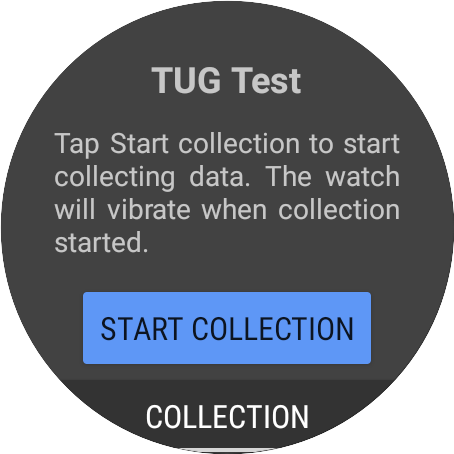 TUG Test
Tap Start collection to start
collecting data. The watch
will vibrate when collection
started.
START COLLECTION
COLLECTION